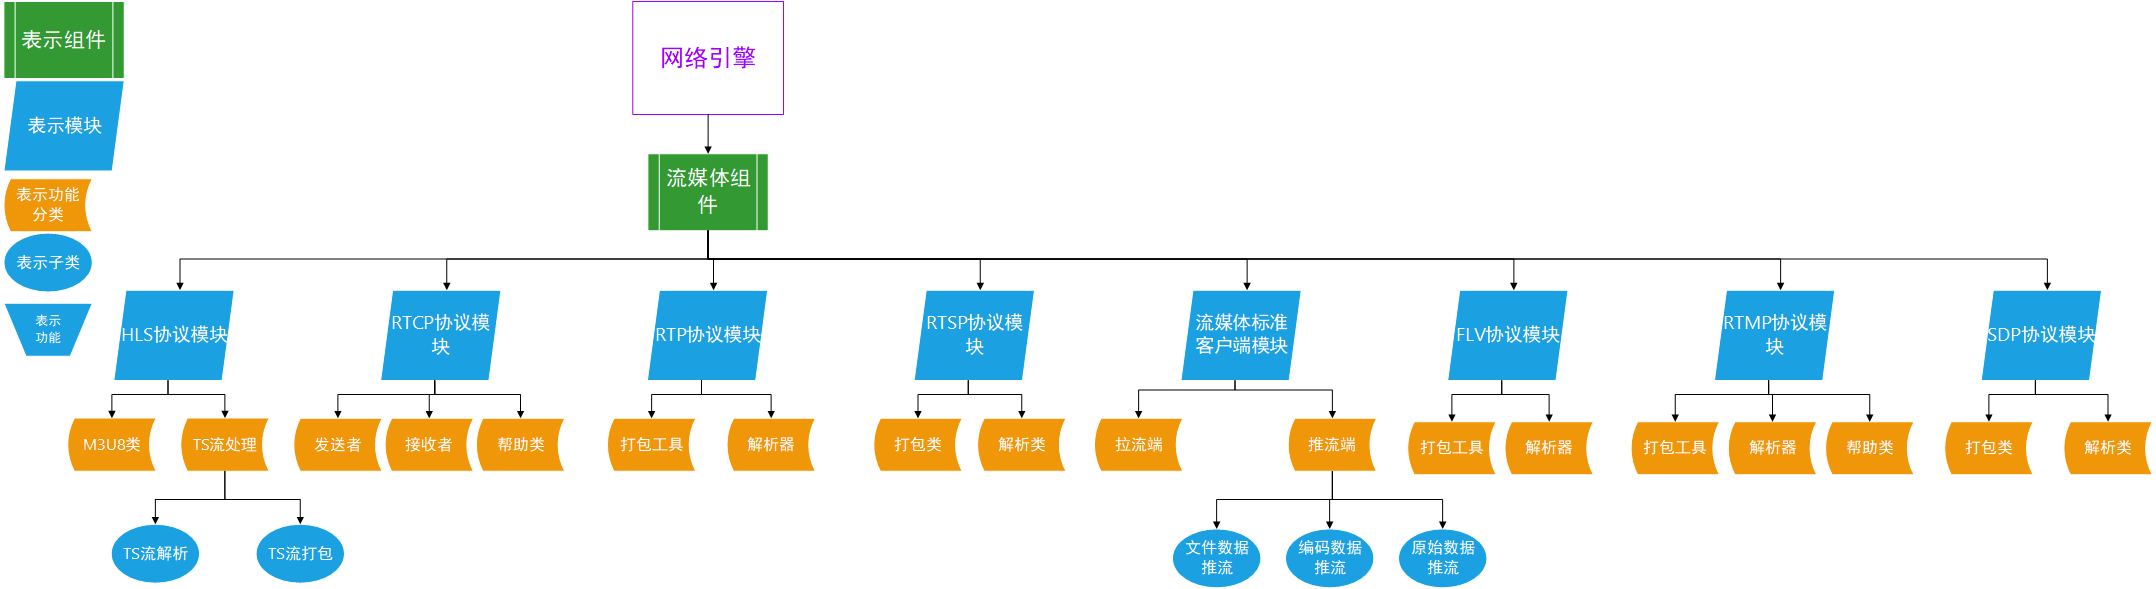 表示组件
表示模块
表示功能
分类
表示子类
表示
功能
网络引擎
流媒体组
件
HLS协议模块
RTCP协议模
块
RTP协议模块
RTSP协议模
块
流媒体标准
客户端模块
FLV协议模块
RTMP协议模
块
SDP协议模块
M3U8类
TS流处理
发送者
接收者
帮助类
打包工具
解析器
打包类
解析类
拉流端
推流端
打包工具
解析器
打包工具
解析器
帮助类
打包类
解析类
TS流解析
TS流打包
文件数据
推流
编码数据
推流
原始数据
推流